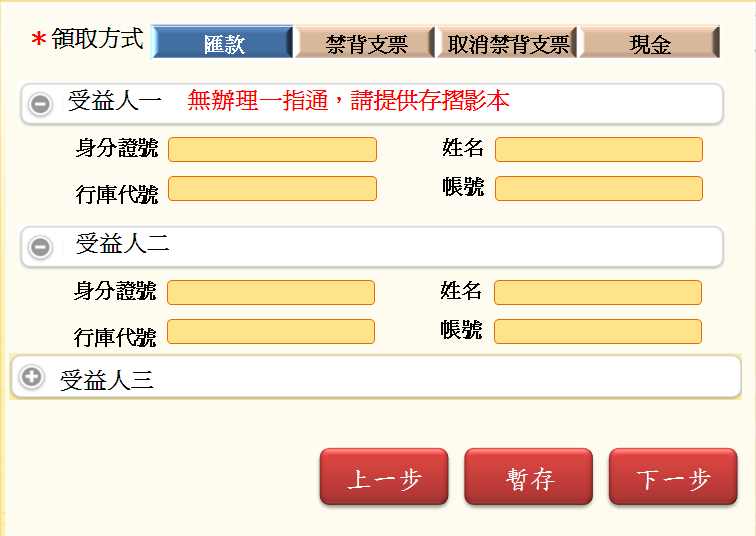 *領取方式 匯款 禁背支票 取消禁背支票 現金
受益人一 無辦理一指通，請提供存摺影本
身分證號 姓名
行庫代號 帳號
受益人二
身分證號 姓名
行庫代號 帳號
受益人三
上一步 暫存 下一步